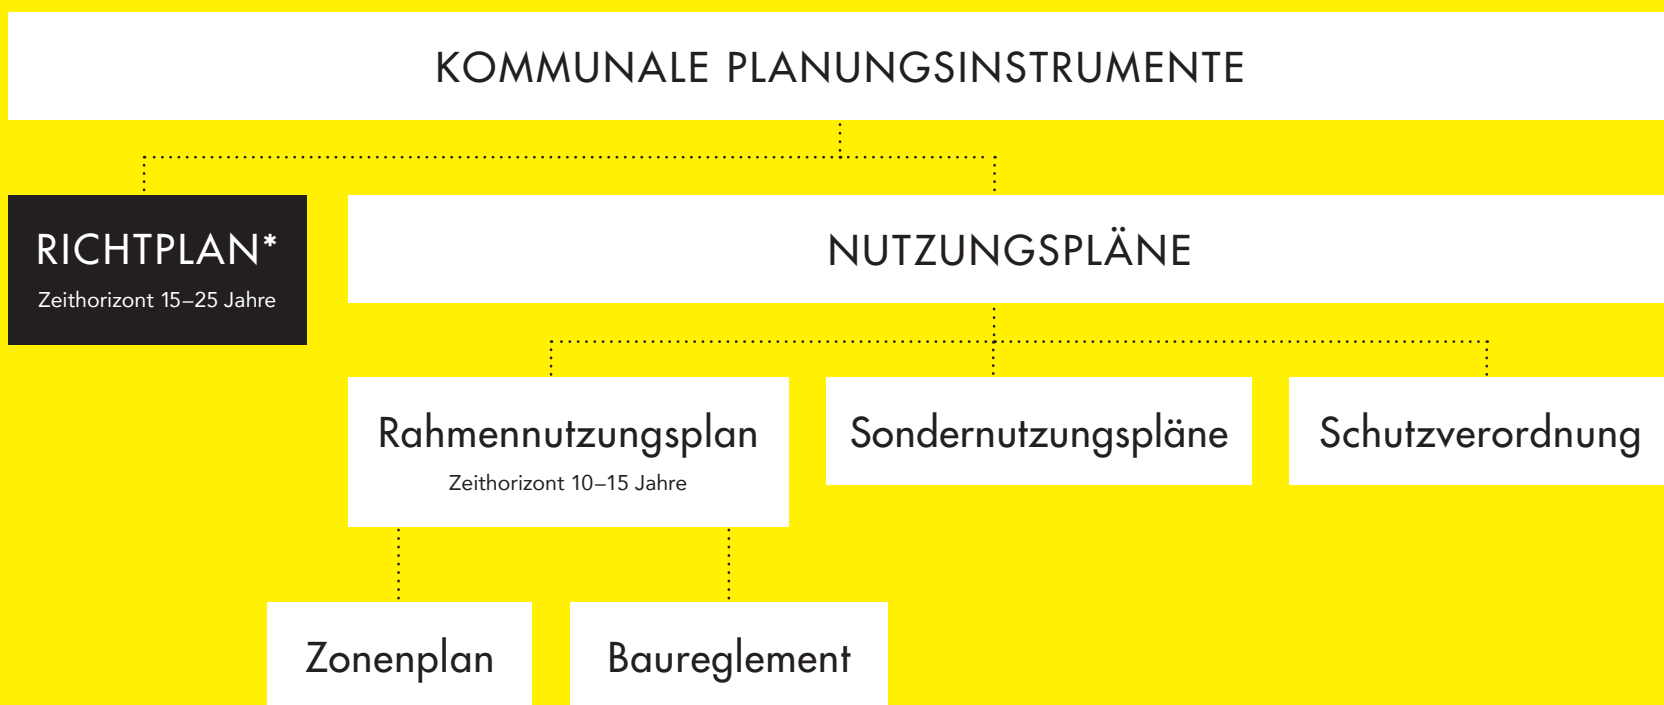 KOMMUNALE PLANUNGSINSTRUMENTE
RICHTPLAN*
Zeithorizont 15–25 Jahre
NUTZUNGSPLÄNE
Rahmennutzungsplan
Zeithorizont 10–15 Jahre
Sondernutzungspläne
Schutzverordnung
Zonenplan
Baureglement